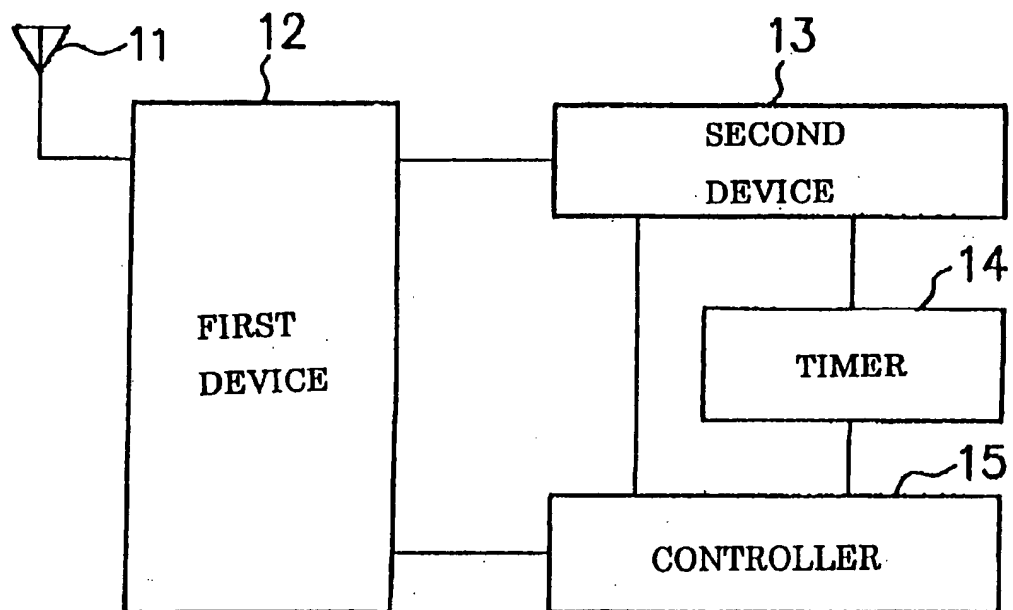 11
12
13
FIRST
DEVICE
SECOND
DEVICE
14
TIMER
15
CONTROLLER